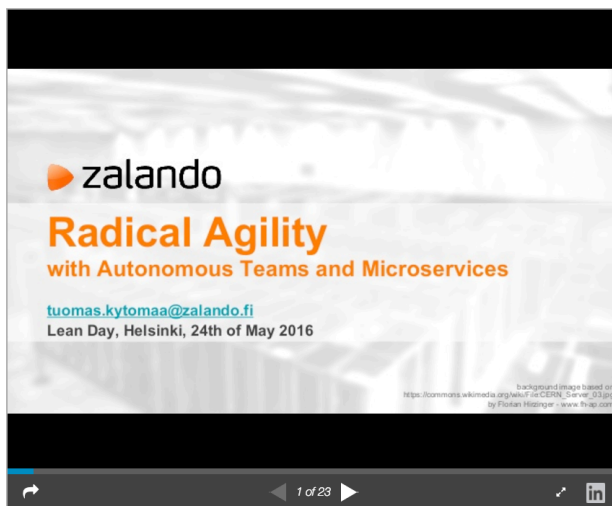 zalando
Radical Agility
with Autonomous Teams and Microservices
tuomas.kytomaa@zalando.fi
Lean Day, Helsinki, 24th of May 2016
background image based on
https://commons.wikimedia.org/wiki/File:CERN_Server_03.jpg
by Florian Hirzinger - www.fh-ap.com
1 of 23
in